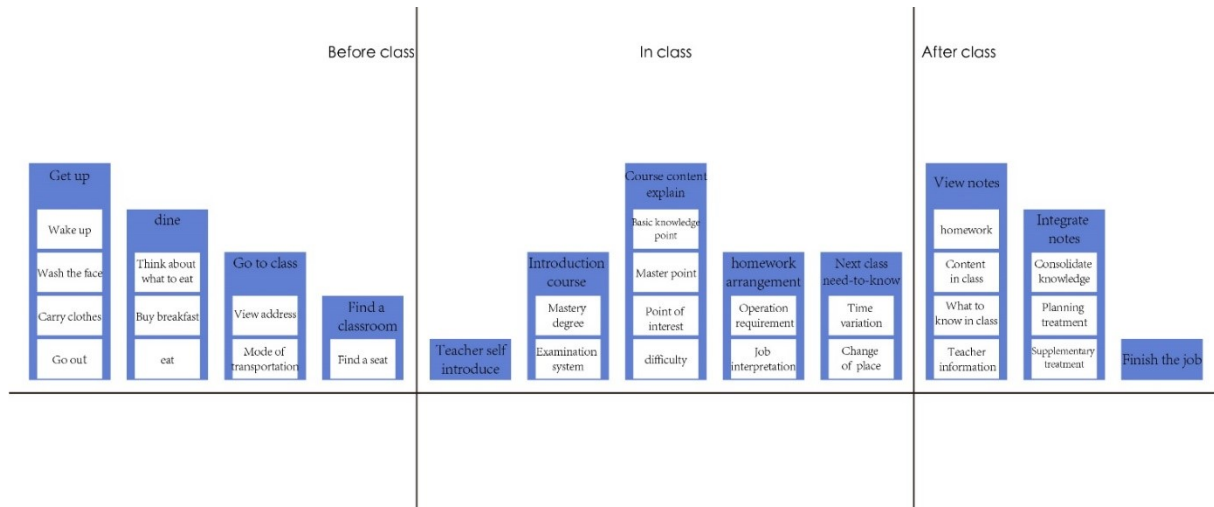 Before class
In class
After class
Get up
Wake up
Wash the face
Carry clothes
Go out
dine
Think about
what to eat
Buy breakfast
eat
Go to class
View address
Mode of
transportation
Find a
classroom
Find a seat
Teacher self
introduce
Introduction
course
Mastery
degree
Examination
system
Course content
explain
Basic knowledge
point
Master point
Point of
interest
difficulty
homework
arrangement
Operation
requirement
Job
interpretation
Next class
need-to-know
Time
variation
Change
of place
View notes
homework
Content
in class
What to
know in class
Teacher
information
Integrate
notes
Consolidate
knowledge
Planning
treatment
Supplementary
treatment
Finish the job